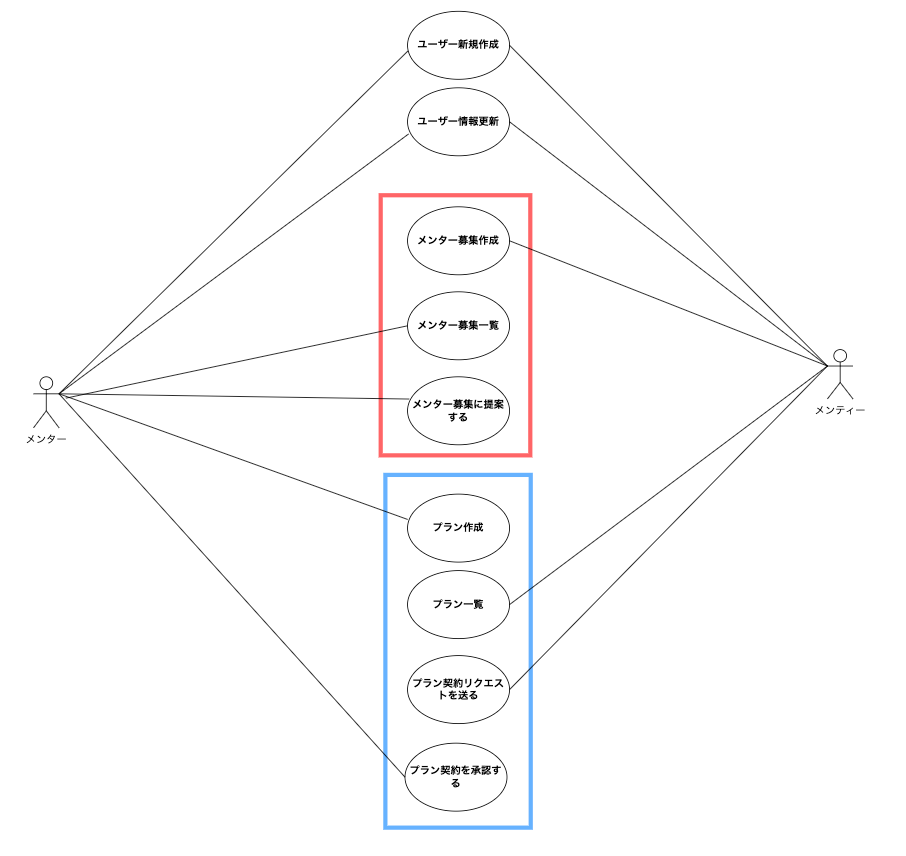 ユーザー新規作成
ユーザー情報更新
メンター募集作成
メンター募集一覧
メンター募集に提案
する
メンター
メンティー
プラン作成
プラン一覧
プラン契約リクエス
トを送る
プラン契約を承認す
る